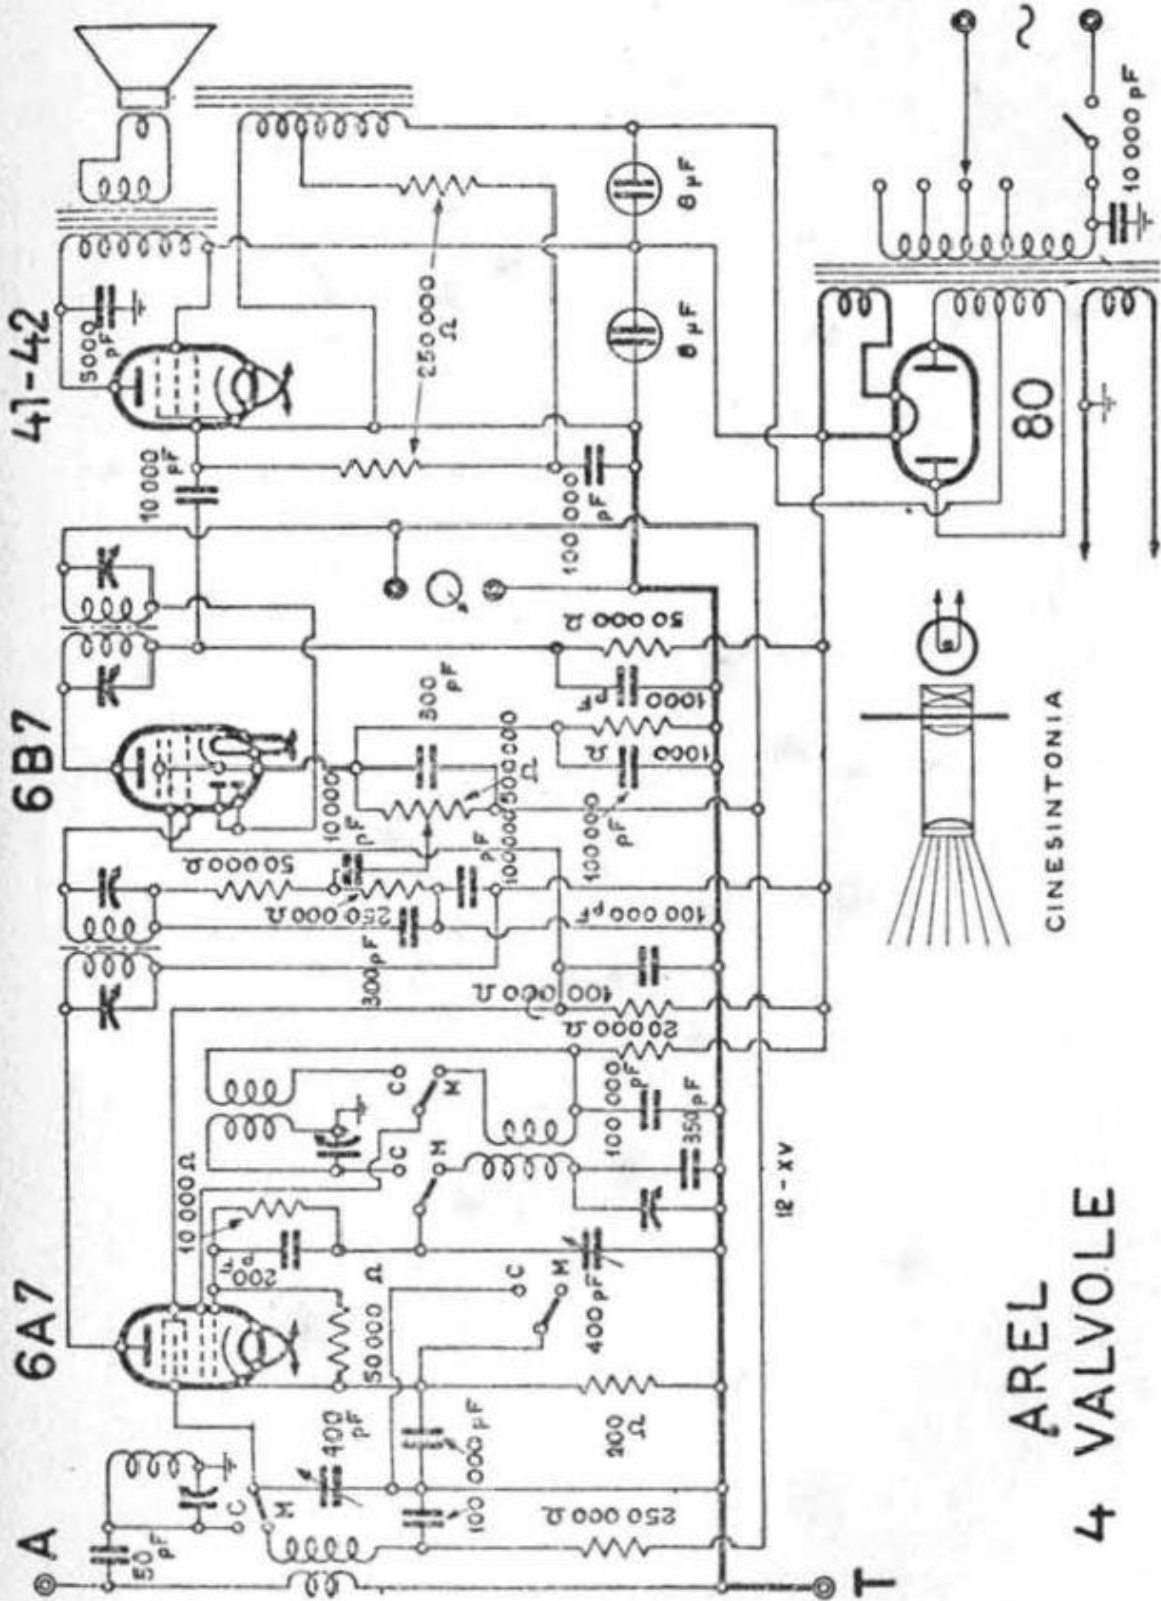 A
6A7
6B7
41-42
50 pF
C
M
400 pF
100 000 pF
250 000 Ω
200 Ω
50 000 Ω
200 pF
10 000 Ω
C
M
400 pF
C
M
C
M
350 pF
100 000 pF
20 000 Ω
100 000 Ω
300 pF
250 000 Ω
50 000 Ω
100 000 pF
10 000 pF
100 000 pF
500 000 Ω
300 pF
100 000 pF
1000 Ω
1000 pF
50 000 Ω
10 000 pF
5000 pF
100 000 pF
250 000 Ω
8 µF
8 µF
10 000 pF
80
12-XV
CINESINTONIA
T
AREL
4 VALVOLE